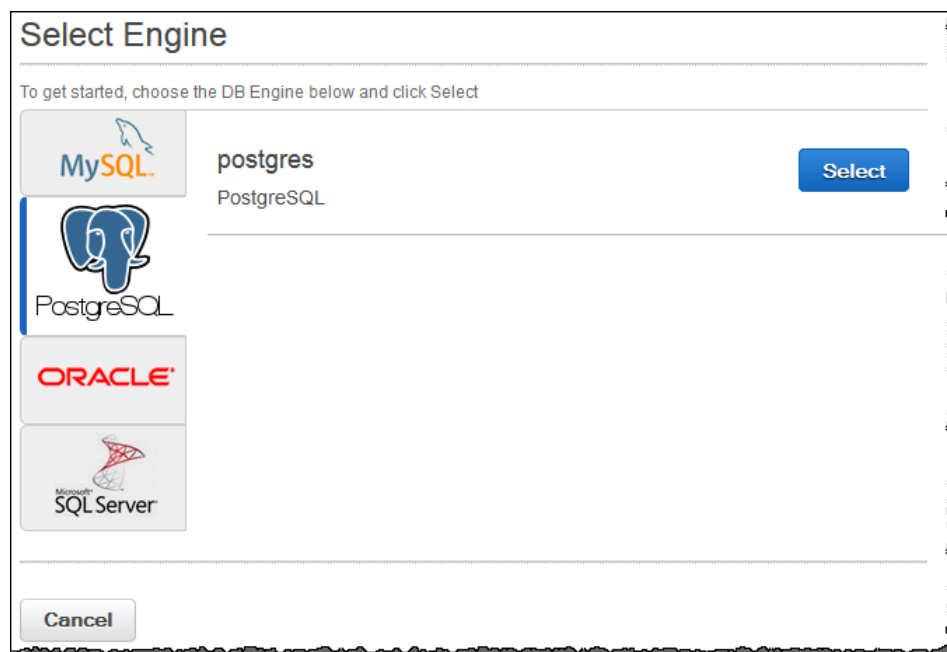 Select Engine
To get started, choose the DB Engine below and click Select
MySQL™
postgres
Select
PostgreSQL
PostgreSQL
ORACLE®
Microsoft®
SQL Server®
Cancel